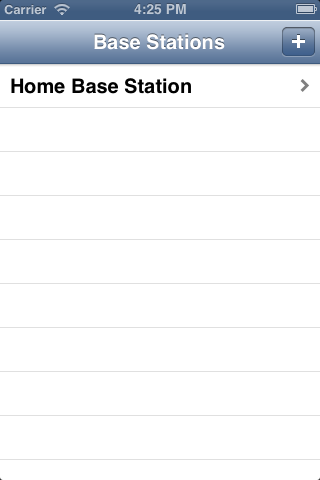 Carrier 4:25 PM
Base Stations +
Home Base Station